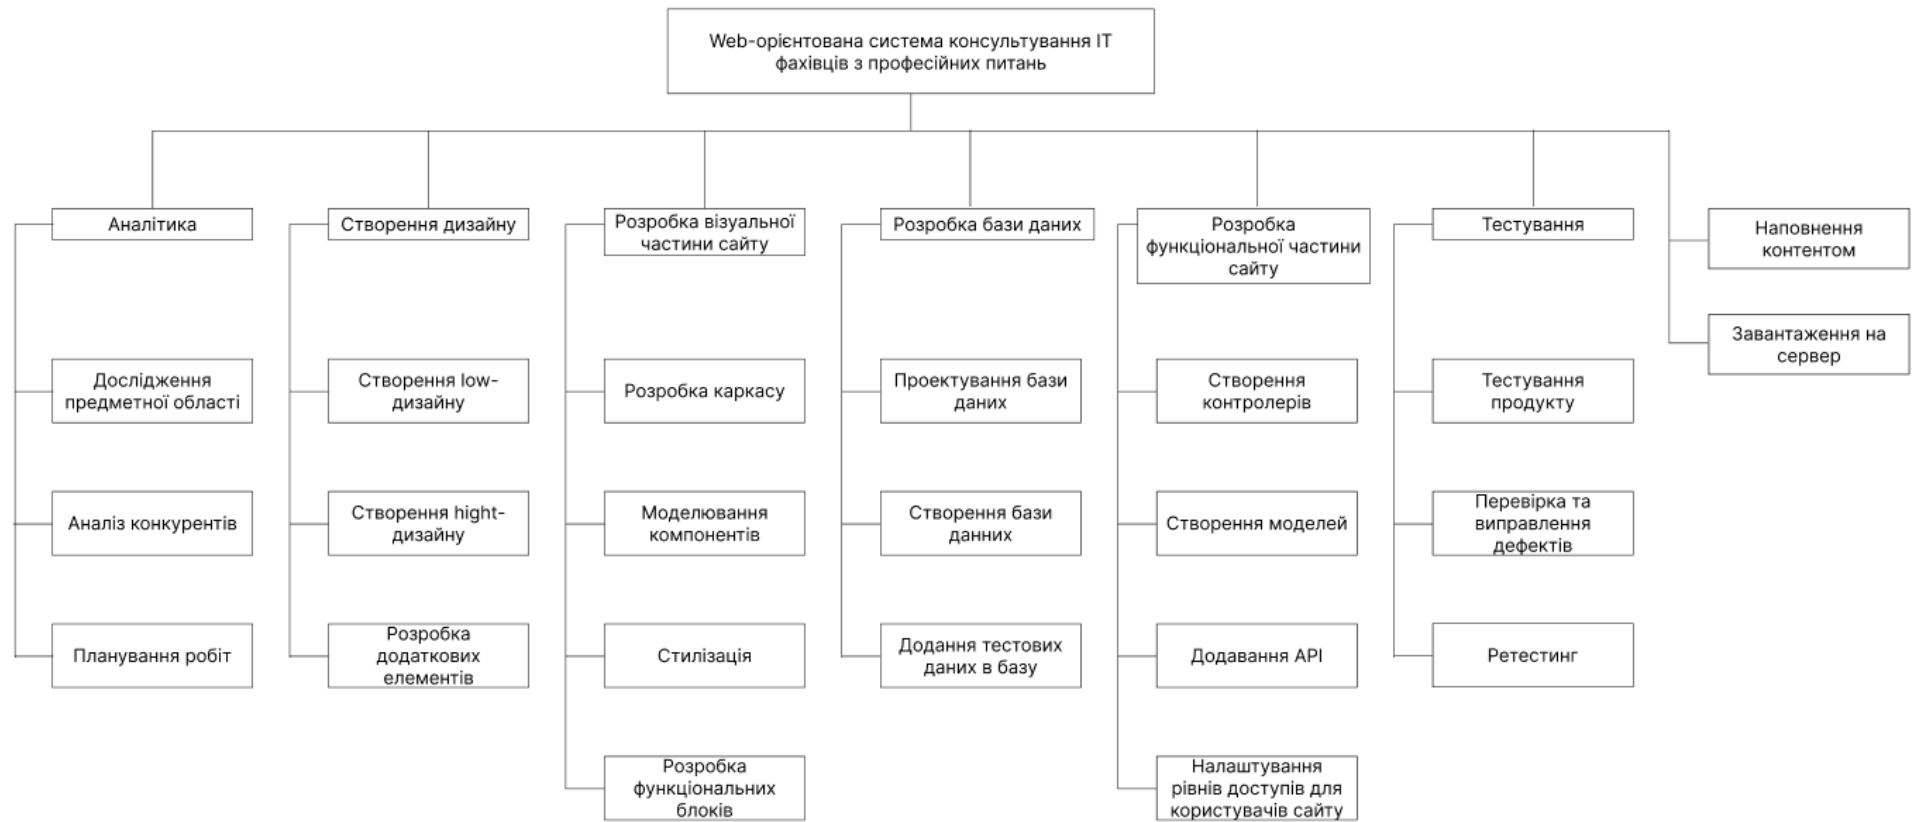 Web-орієнтована система консультування ІТ
фахівців з професійних питань
Аналітика
Створення дизайну
Розробка візуальної
частини сайту
Розробка бази даних
Розробка
функціональної частини
сайту
Тестування
Наповнення
контентом
Завантаження на
сервер
Дослідження
предметної області
Створення low-
дизайну
Розробка каркасу
Проектування бази
даних
Створення
контролерів
Тестування
продукту
Аналіз конкурентів
Створення hight-
дизайну
Моделювання
компонентів
Створення бази
данних
Створення моделей
Перевірка та
виправлення
дефектів
Планування робіт
Розробка
додаткових
елементів
Стилізація
Додання тестових
даних в базу
Додавання АРІ
Ретестинг
Розробка
функціональних
блоків
Налаштування
рівнів доступів для
користувачів сайту